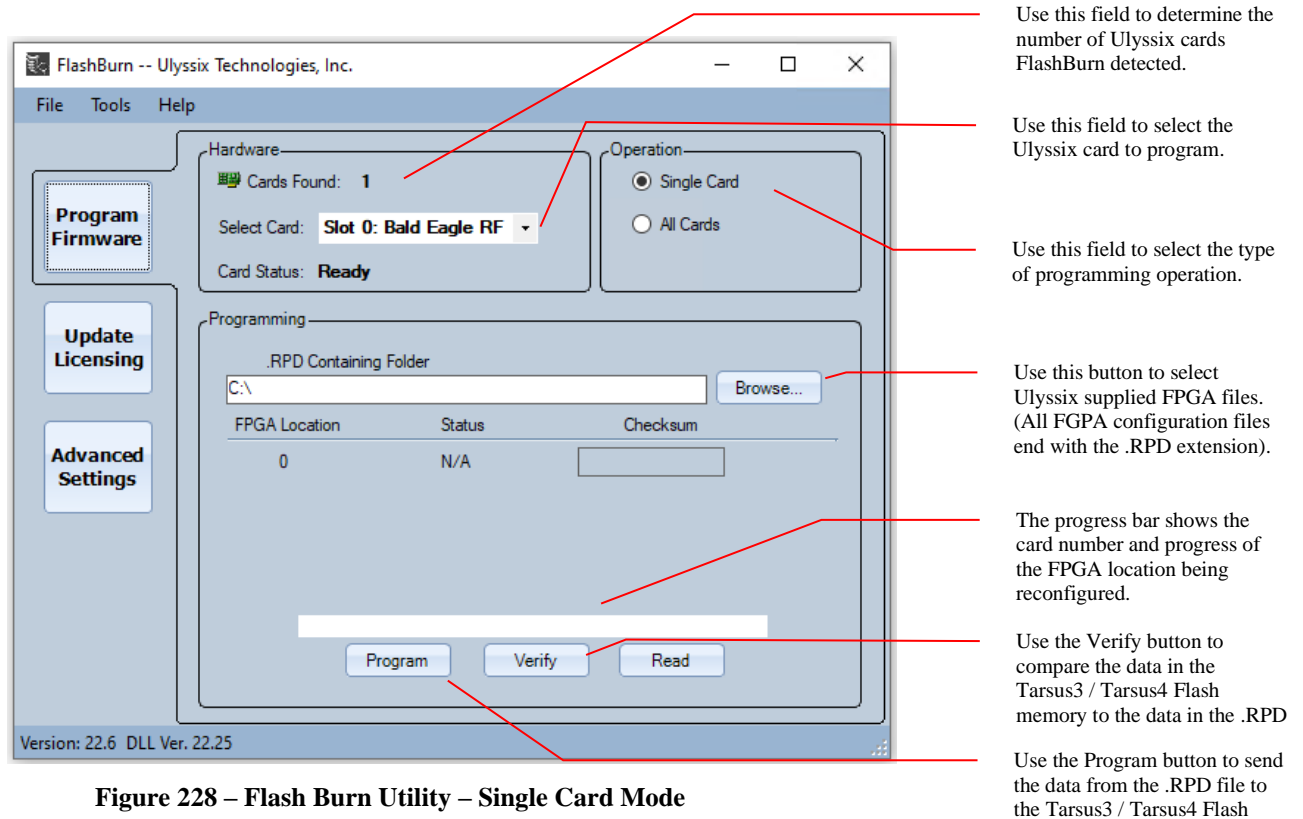 Use this field to determine the
number of Ulyssix cards
FlashBurn detected.
FlashBurn -- Ulyssix Technologies, Inc.
File Tools Help
Hardware
Cards Found: 1
Select Card: Slot 0: Bald Eagle RF
Card Status: Ready
Operation
Single Card
All Cards
Use this field to select the
Ulyssix card to program.
Use this field to select the type
of programming operation.
Program
Firmware
Update
Licensing
Advanced
Settings
Programming
.RPD Containing Folder
C:\
Browse...
FPGA Location Status Checksum
0 N/A
Use this button to select
Ulyssix supplied FPGA files.
(All FGPA configuration files
end with the .RPD extension).
The progress bar shows the
card number and progress of
the FPGA location being
reconfigured.
Program Verify Read
Use the Verify button to
compare the data in the
Tarsus3 / Tarsus4 Flash
memory to the data in the .RPD
Version: 22.6 DLL Ver. 22.25
Use the Program button to send
the data from the .RPD file to
the Tarsus3 / Tarsus4 Flash
Figure 228 – Flash Burn Utility – Single Card Mode